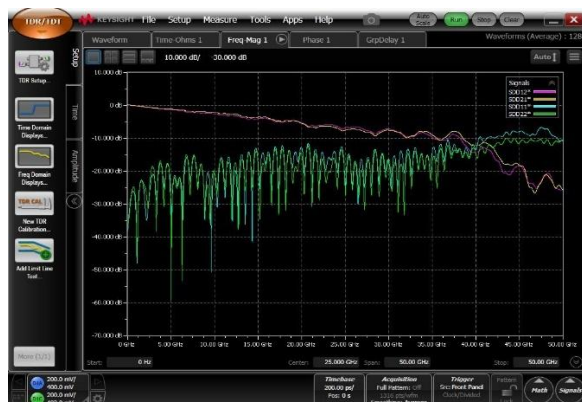 TDR/TDT
KEYSIGHT File Setup Measure Tools Apps Help
Auto Scale
Run
Stop
Clear
Waveform
Time-Ohms 1
Freq-Mag 1
Phase 1
GrpDelay 1
Waveforms (Average) : 128
Setup
Time
Amplitude
10.000 dB/
30.000 dB
Auto
TDR Setup...
Time Domain
Displays...
Freq Domain
Displays...
TDR CAL
New TDR
Calibration...
Add Limit Line
Test...
More (1/3)
Signals
SDD12*
SDD21*
SDD11*
SDD22*
10.000 dB
0 dB
-10.000 dB
-20.000 dB
-30.000 dB
-40.000 dB
-50.000 dB
-60.000 dB
-70.000 dB
0 GHz 5.00 GHz 10.00 GHz 15.00 GHz 20.00 GHz 25.00 GHz 30.00 GHz 35.00 GHz 40.00 GHz 45.00 GHz 50.00 GHz
Start: 0 Hz Center: 25.000 GHz Span: 50.00 GHz Stop: 50.00 GHz
200.0 mV/
400.0 mV
200.0 mV/
400.0 mV
Timebase
200.00 ps/
Pos: 0 s
Acquisition
Full Pattern: Off
Trigger
Src: Front Panel
Clock/Divided
Pattern
Math
Signals